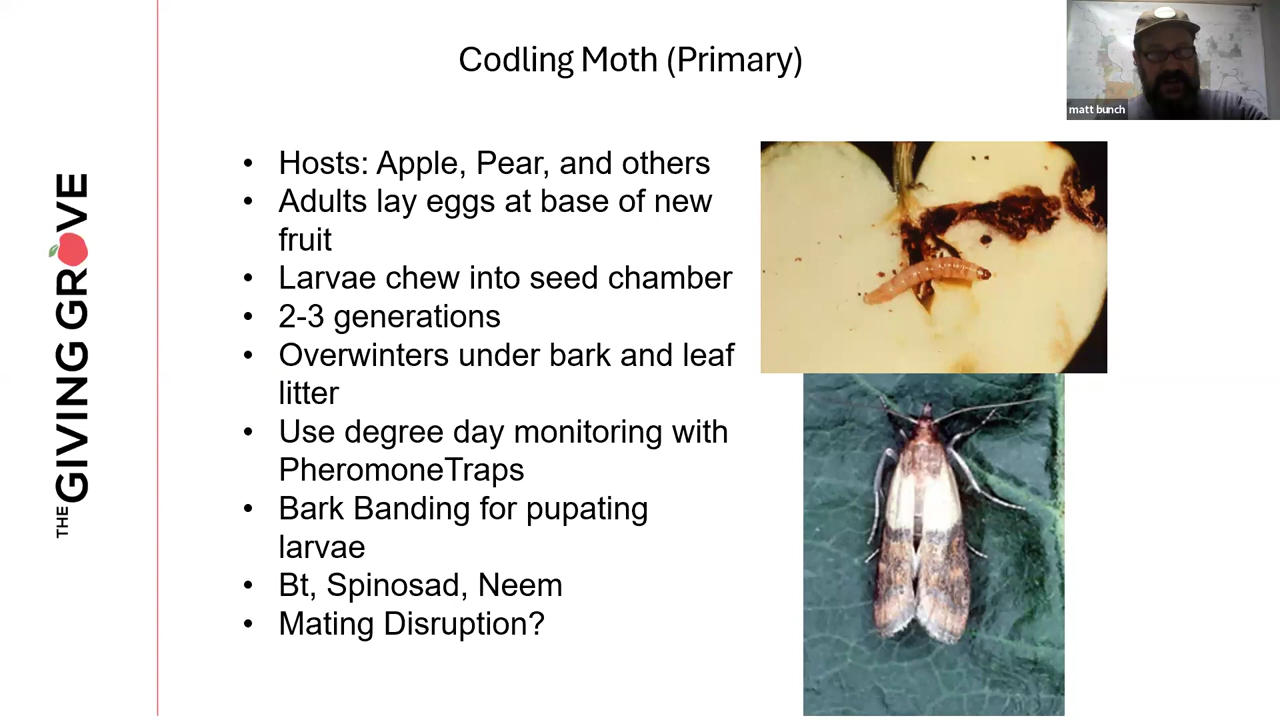 Codling Moth (Primary)
matt bunch
THE GIVING GROVE
• Hosts: Apple, Pear, and others
• Adults lay eggs at base of new
fruit
• Larvae chew into seed chamber
• 2-3 generations
• Overwinters under bark and leaf
litter
• Use degree day monitoring with
PheromoneTraps
• Bark Banding for pupating
larvae
• Bt, Spinosad, Neem
• Mating Disruption?